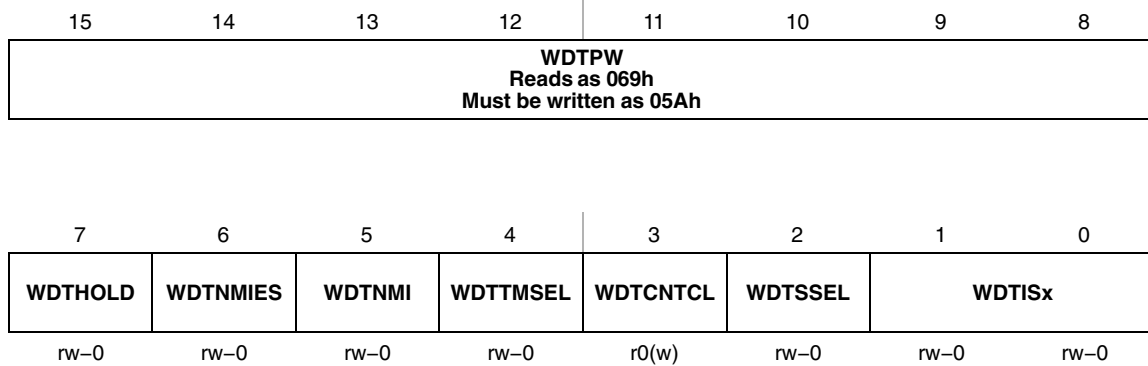 15 14 13 12 11 10 9 8
WDTPW
Reads as 069h
Must be written as 05Ah
7 6 5 4 3 2 1 0
WDTHOLD WDTNMIES WDTNMI WDTTMSEL WDTCNTCL WDTSSEL WDTISx
rw−0 rw−0 rw−0 rw−0 r0(w) rw−0 rw−0 rw−0